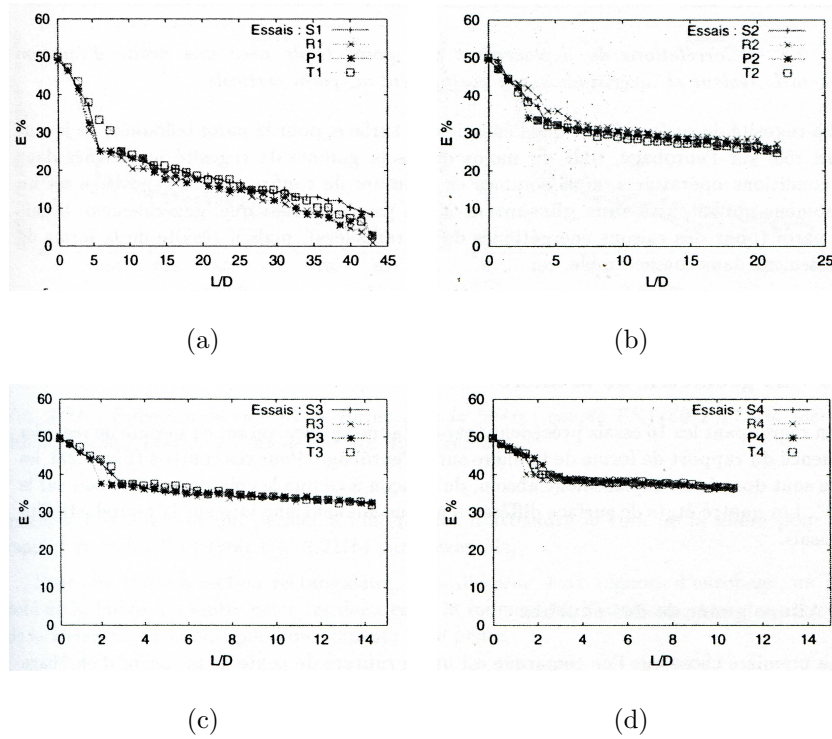 Essais : S1
R1
P1
T1
E %
60
50
40
30
20
10
0
0 5 10 15 20 25 30 35 40 45
L/D
(a)
Essais : S2
R2
P2
T2
E %
60
50
40
30
20
10
0
0 5 10 15 20 25
L/D
(b)
Essais : S3
R3
P3
T3
E %
60
50
40
30
20
10
0
0 2 4 6 8 10 12 14
L/D
(c)
Essais : S4
R4
P4
T4
E %
60
50
40
30
20
10
0
0 2 4 6 8 10 12 14
L/D
(d)